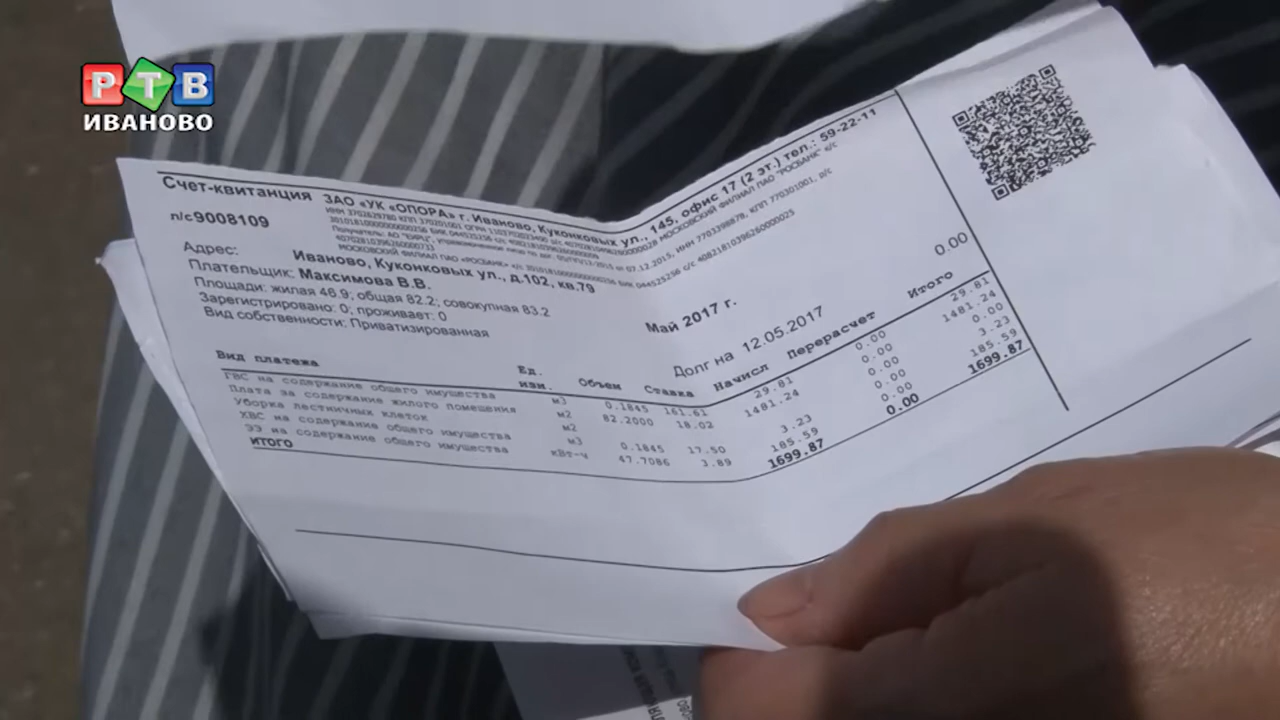 РТВ
ИВАНОВО
Счет-квитанция ЗАО «УК «ОПОРА» г. Иваново, Куконковых ул., 145, офис 17 (2 эт.) тел.: 59-22-11
л/с9008109
Адрес: Иваново, Куконковых ул., д.102, кв.79
Плательщик: Максимова В.В.
Площади: жилая 46.9; общая 82.2; совокупная 83.2
Зарегистрировано: 0; проживает: 0
Вид собственности: Приватизированная
Май 2017 г.
Долг на 12.05.2017 0.00
Вид платежа Ед. изм. Объем Ставка Начисл Перерасчет Итого
ГВС на содержание общего имущества м3 0.1845 161.61 29.81 0.00 29.81
Плата за содержание жилого помещения м2 82.2000 18.02 1481.24 0.00 1481.24
Уборка лестничных клеток м2 0.00 0.00
ХВС на содержание общего имущества м3 0.1845 17.50 3.23 0.00 3.23
ЭЭ на содержание общего имущества кВт-ч 47.7086 3.89 185.59 0.00 185.59
ИТОГО 1699.87 0.00 1699.87